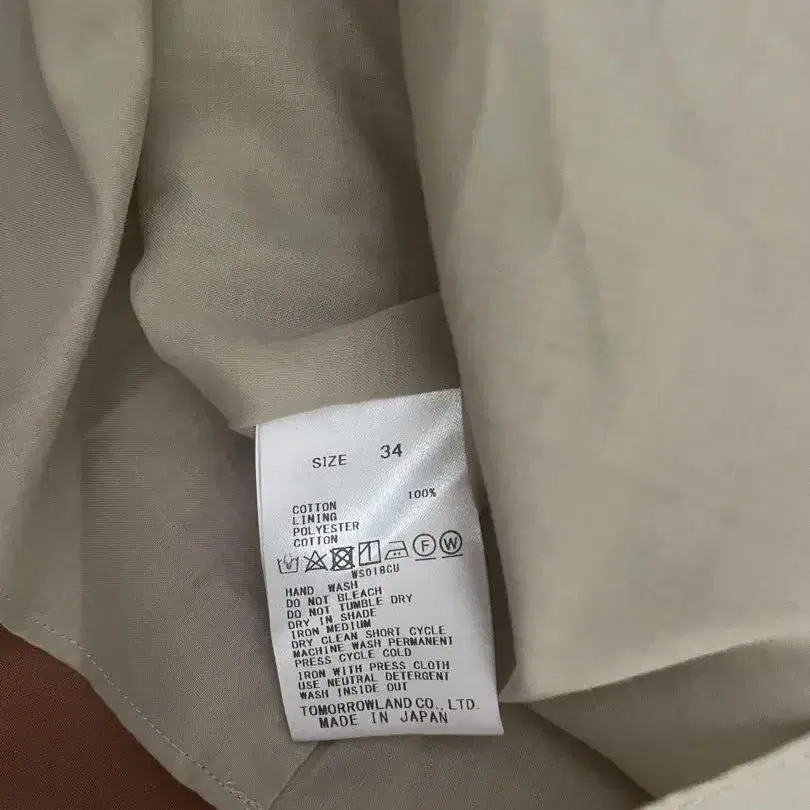 SIZE 34
COTTON 100%
LINING
POLYESTER
COTTON
F W
WS018CU
HAND WASH
DO NOT BLEACH
DO NOT TUMBLE DRY
DRY IN SHADE
IRON MEDIUM
DRY CLEAN SHORT CYCLE
MACHINE WASH PERMANENT
PRESS CYCLE COLD
IRON WITH PRESS CLOTH
USE NEUTRAL DETERGENT
WASH INSIDE OUT
TOMORROWLAND CO., LTD.
MADE IN JAPAN